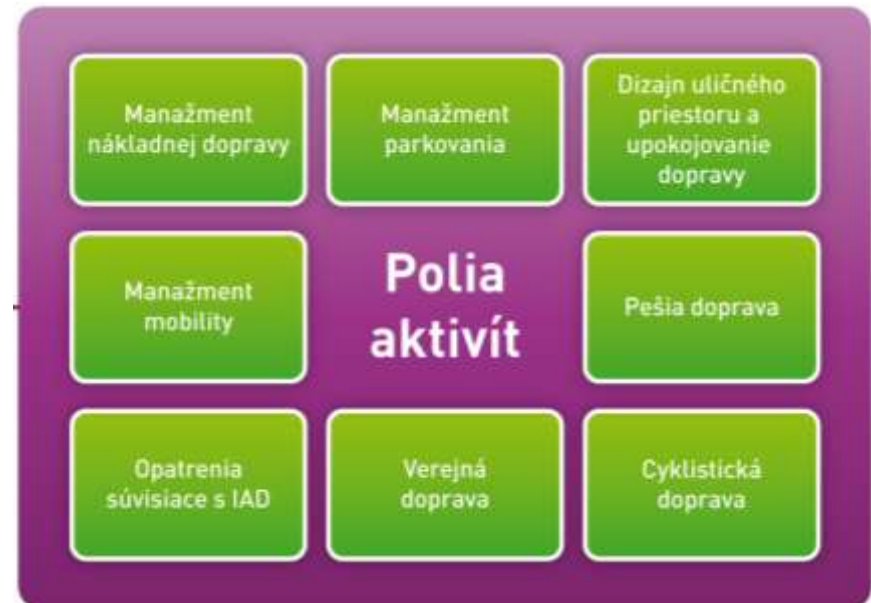 Manažment
nákladnej dopravy
Manažment
parkovania
Dizajn uličného
priestoru a
upokojovanie
dopravy
Manažment
mobility
Polia
aktivít
Pešia doprava
Opatrenia
súvisiace s IAD
Verejná
doprava
Cyklistická
doprava